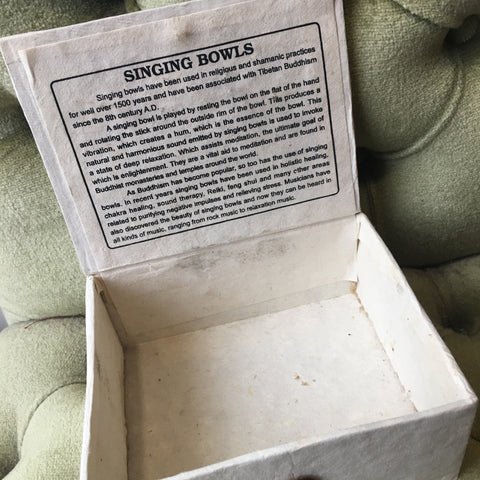 SINGING BOWLS
Singing bowls have been used in religious and shamanic practices
for well over 1500 years and have been associated with Tibetan Buddhism
since the 8th century A.D.
A singing bowl is played by resting the bowl on the flat of the hand
and rotating the stick around the outside rim of the bowl. This produces a
vibration, which creates a hum, which is the essence of the bowl. This
natural and harmonious sound emitted by singing bowls is used to invoke
a state of deep relaxation. Which assists meditation, the ultimate goal of
which is enlightenment. They are a vital aid to meditation and are found in
Buddhist monasteries and temples around the world.
As Buddhism has become popular, so too has the use of singing
bowls. In recent years singing bowls have been used in holistic healing,
chakra healing, sound therapy, Reiki, feng shui and many other areas
related to purifying negative impulses and relieving stress. Musicians have
also discovered the beauty of singing bowls and now they can be heard in
all kinds of music, ranging from rock music to relaxation music.